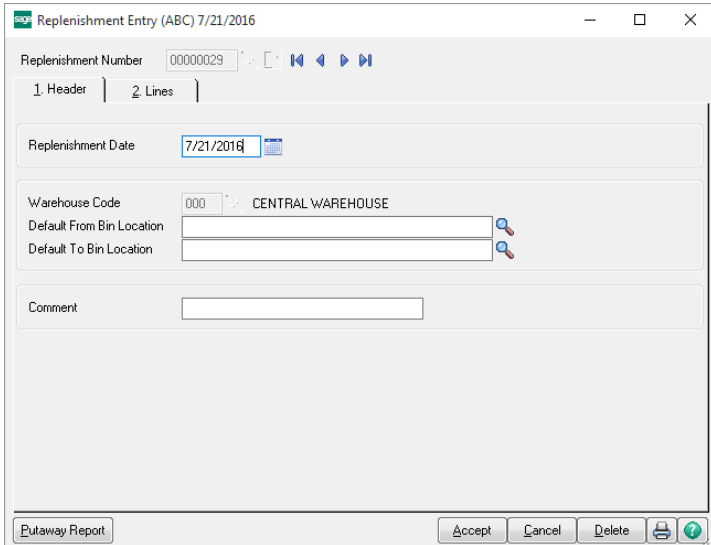 sage Replenishment Entry (ABC) 7/21/2016
Replenishment Number 00000029
1. Header 2. Lines
Replenishment Date 7/21/2016
Warehouse Code 000 CENTRAL WAREHOUSE
Default From Bin Location
Default To Bin Location
Comment
Putaway Report Accept Cancel Delete ?